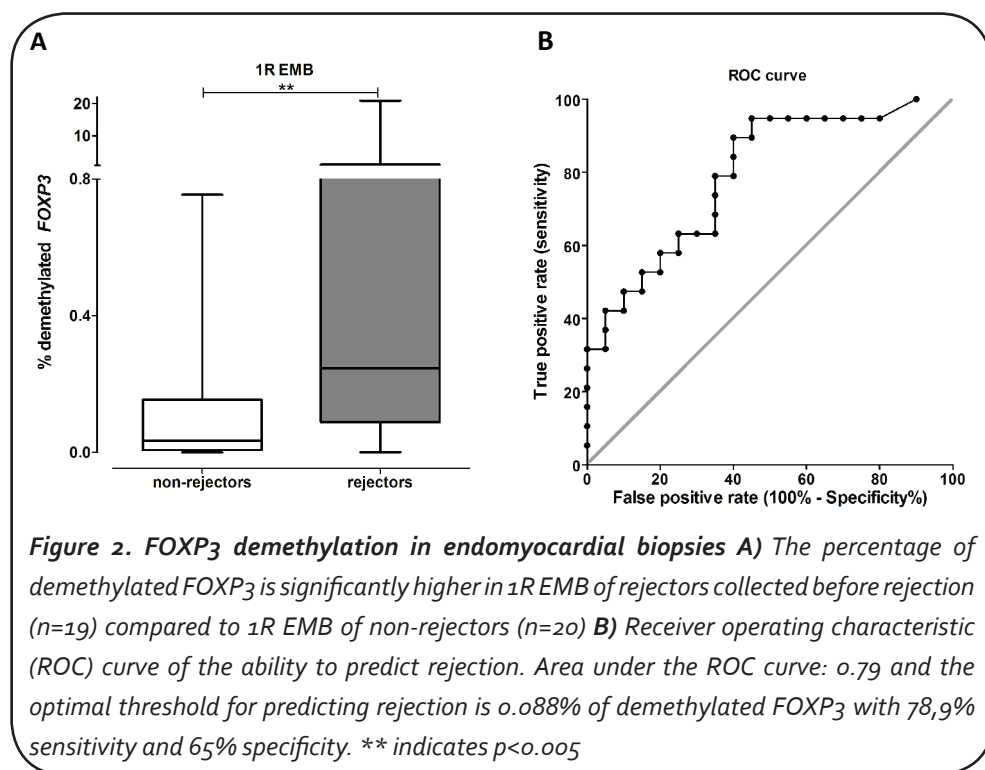 A
B
1R EMB
**
ROC curve
% demethylated FOXP3
20
10
0.8
0.4
0.0
non-rejectors
rejectors
True positive rate (sensitivity)
100
80
60
40
20
0
0
20
40
60
80
100
False positive rate (100% - Specificity%)
Figure 2. FOXP3 demethylation in endomyocardial biopsies A) The percentage of
demethylated FOXP3 is significantly higher in 1R EMB of rejectors collected before rejection
(n=19) compared to 1R EMB of non-rejectors (n=20) B) Receiver operating characteristic
(ROC) curve of the ability to predict rejection. Area under the ROC curve: 0.79 and the
optimal threshold for predicting rejection is 0.088% of demethylated FOXP3 with 78,9%
sensitivity and 65% specificity. ** indicates p<0.005